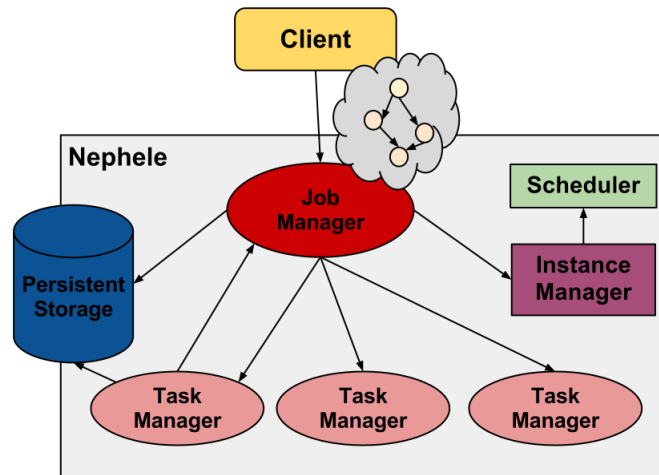 Client
Nephele
Job
Manager
Scheduler
Persistent
Storage
Instance
Manager
Task
Manager
Task
Manager
Task
Manager